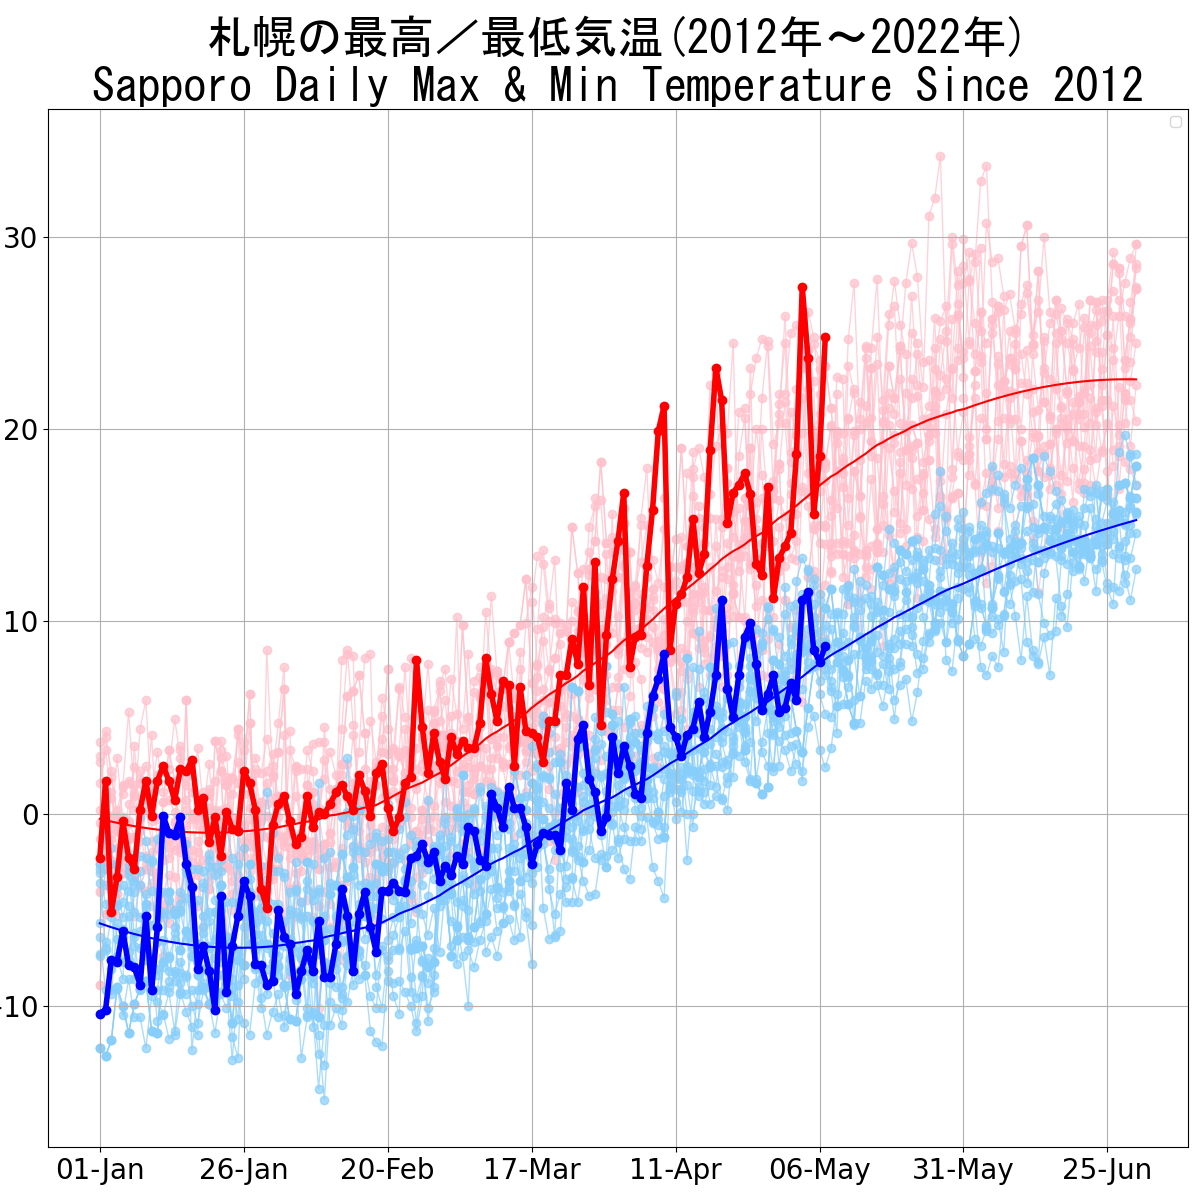 札幌の最高／最低気温(2012年～2022年)
Sapporo Daily Max & Min Temperature Since 2012
30
20
10
0
-10
01-Jan 26-Jan 20-Feb 17-Mar 11-Apr 06-May 31-May 25-Jun